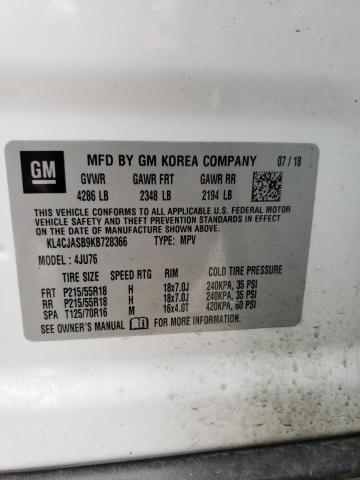 GM MFD BY GM KOREA COMPANY 07 / 18
GVWR GAWR FRT GAWR RR
4286 LB 2348 LB 2194 LB
THIS VEHICLE CONFORMS TO ALL APPLICABLE U.S. FEDERAL MOTOR
VEHICLE SAFETY, BUMPER, AND THEFT PREVENTION STANDARDS IN EFFECT ON
THE DATE OF MANUFACTURE SHOWN ABOVE.
KL4CJASB9KB728366 TYPE: MPV
MODEL : 4JU76
TIRE SIZE SPEED RTG RIM COLD TIRE PRESSURE
FRT P215/55R18 H 18x7.0J 240KPA, 35 PSI
RR P215/55R18 H 18x7.0J 240KPA, 35 PSI
SPA T125/70R16 M 16x4.0T 420KPA, 60 PSI
SEE OWNER'S MANUAL FOR MORE INFORMATION.